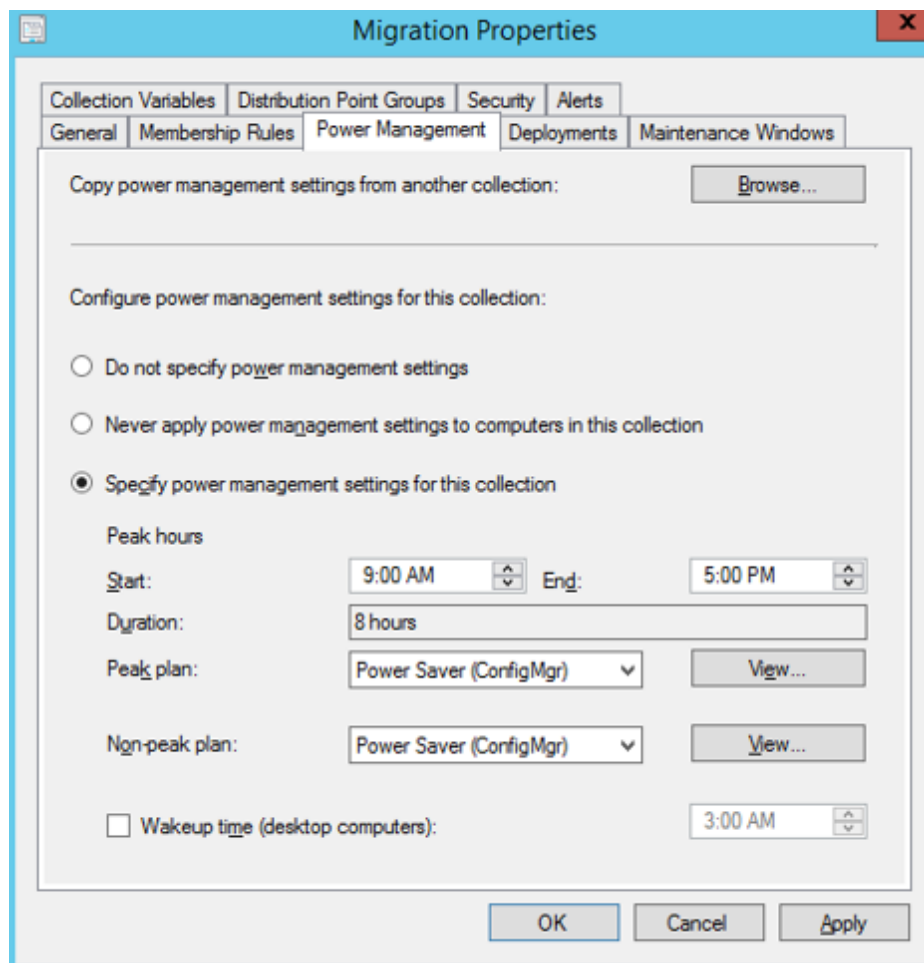 Migration Properties
x
Collection Variables Distribution Point Groups Security Alerts
General Membership Rules Power Management Deployments Maintenance Windows
Copy power management settings from another collection: Browse...
Configure power management settings for this collection:
Do not specify power management settings
Never apply power management settings to computers in this collection
Specify power management settings for this collection
Peak hours
Start: 9:00 AM End: 5:00 PM
Duration: 8 hours
Peak plan: Power Saver (ConfigMgr) View...
Non-peak plan: Power Saver (ConfigMgr) View...
Wakeup time (desktop computers): 3:00 AM
OK Cancel Apply